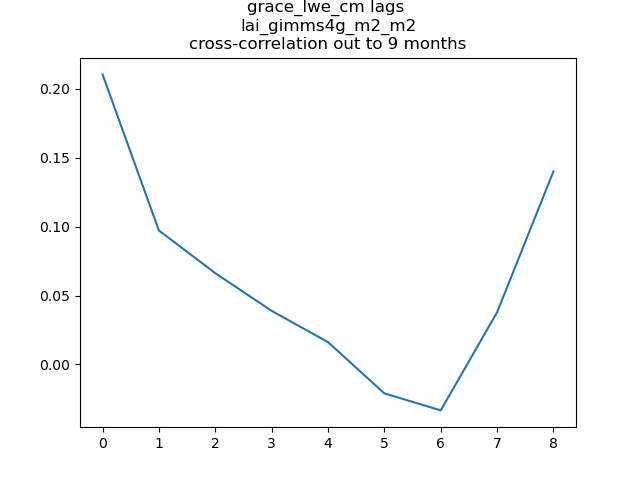 grace_lwe_cm lags
lai_gimms4g_m2_m2
cross-correlation out to 9 months
0.20
0.15
0.10
0.05
0.00
0 1 2 3 4 5 6 7 8